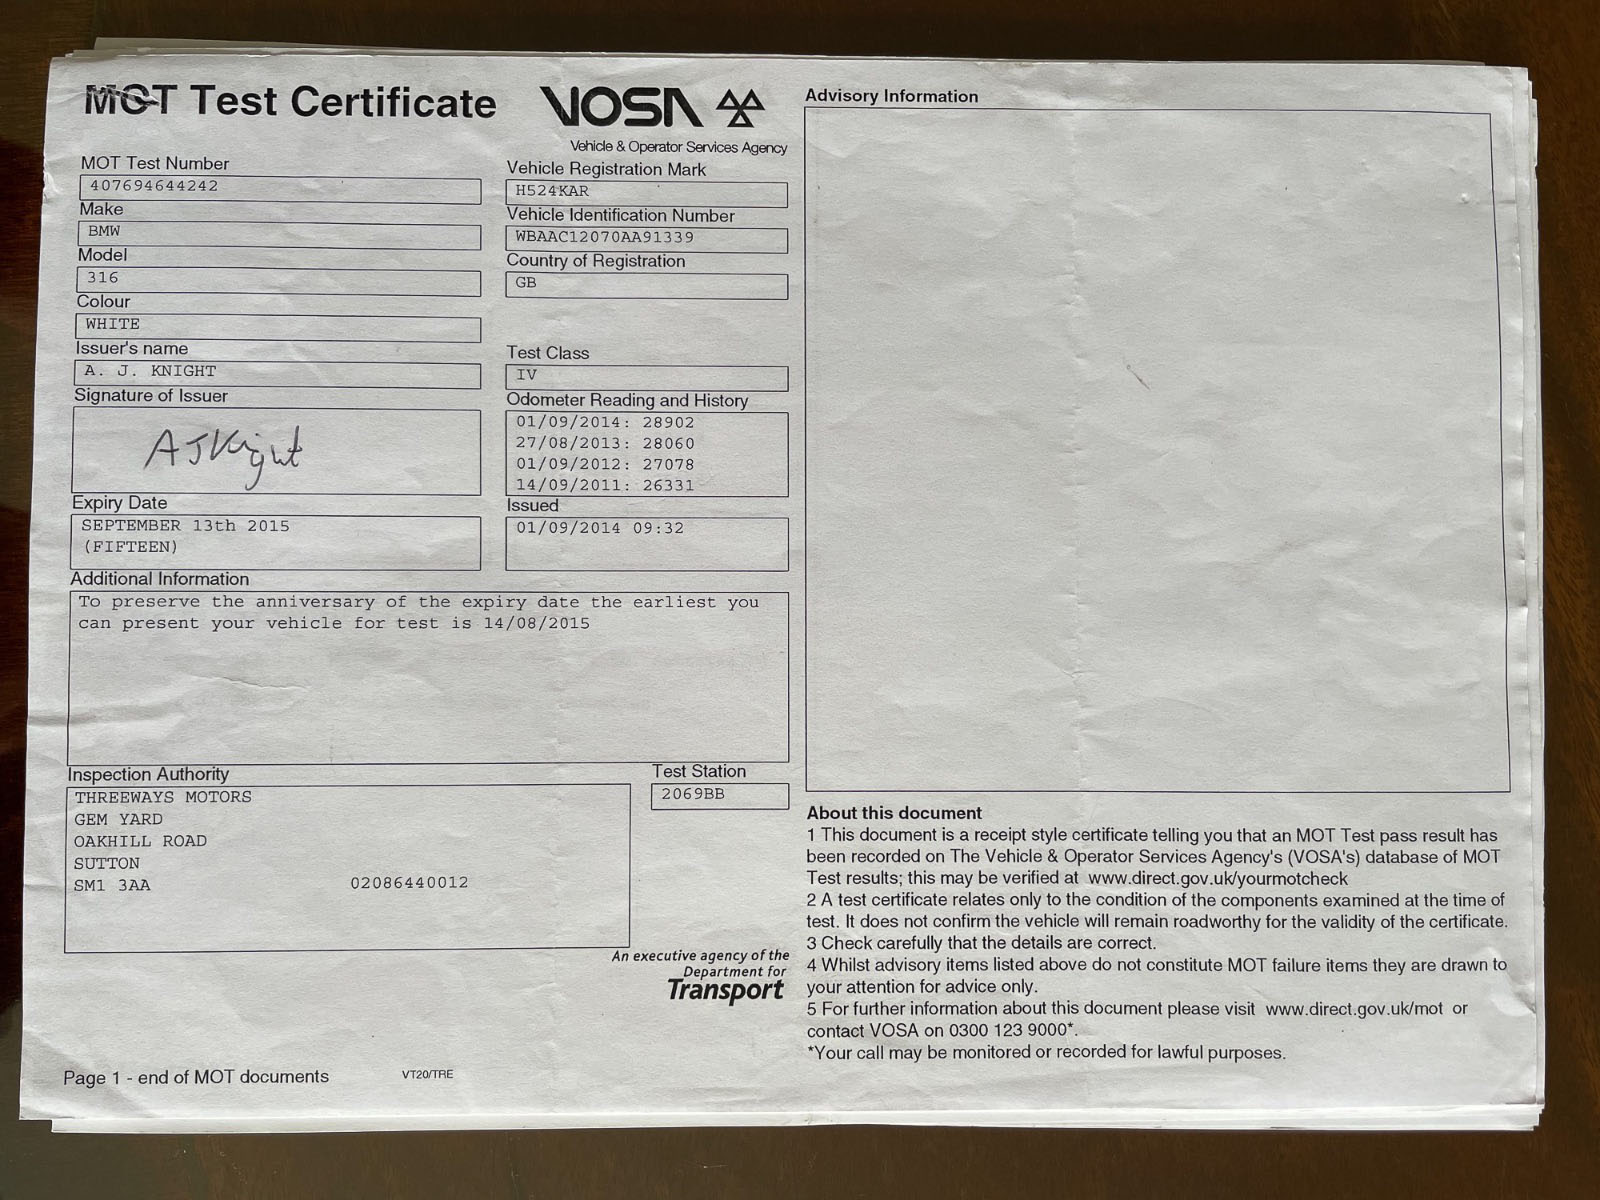 MOT Test Certificate
VOSA
Vehicle & Operator Services Agency
MOT Test Number
407694644242
Make
BMW
Model
316
Colour
WHITE
Issuer's name
A. J. KNIGHT
Signature of Issuer
AJKnight
Expiry Date
SEPTEMBER 13th 2015
(FIFTEEN)
Vehicle Registration Mark
H524KAR
Vehicle Identification Number
WBAAC12070AA91339
Country of Registration
GB
Test Class
IV
Odometer Reading and History
01/09/2014: 28902
27/08/2013: 28060
01/09/2012: 27078
14/09/2011: 26331
Issued
01/09/2014 09:32
Additional Information
To preserve the anniversary of the expiry date the earliest you
can present your vehicle for test is 14/08/2015
Inspection Authority
THREEWAYS MOTORS
GEM YARD
OAKHILL ROAD
SUTTON
SM1 3AA 02086440012
Test Station
2069BB
An executive agency of the
Department for
Transport
Page 1 - end of MOT documents VT20/TRE
Advisory Information
About this document
1 This document is a receipt style certificate telling you that an MOT Test pass result has
been recorded on The Vehicle & Operator Services Agency's (VOSA's) database of MOT
Test results; this may be verified at www.direct.gov.uk/yourmotcheck
2 A test certificate relates only to the condition of the components examined at the time of
test. It does not confirm the vehicle will remain roadworthy for the validity of the certificate.
3 Check carefully that the details are correct.
4 Whilst advisory items listed above do not constitute MOT failure items they are drawn to
your attention for advice only.
5 For further information about this document please visit www.direct.gov.uk/mot or
contact VOSA on 0300 123 9000*.
*Your call may be monitored or recorded for lawful purposes.